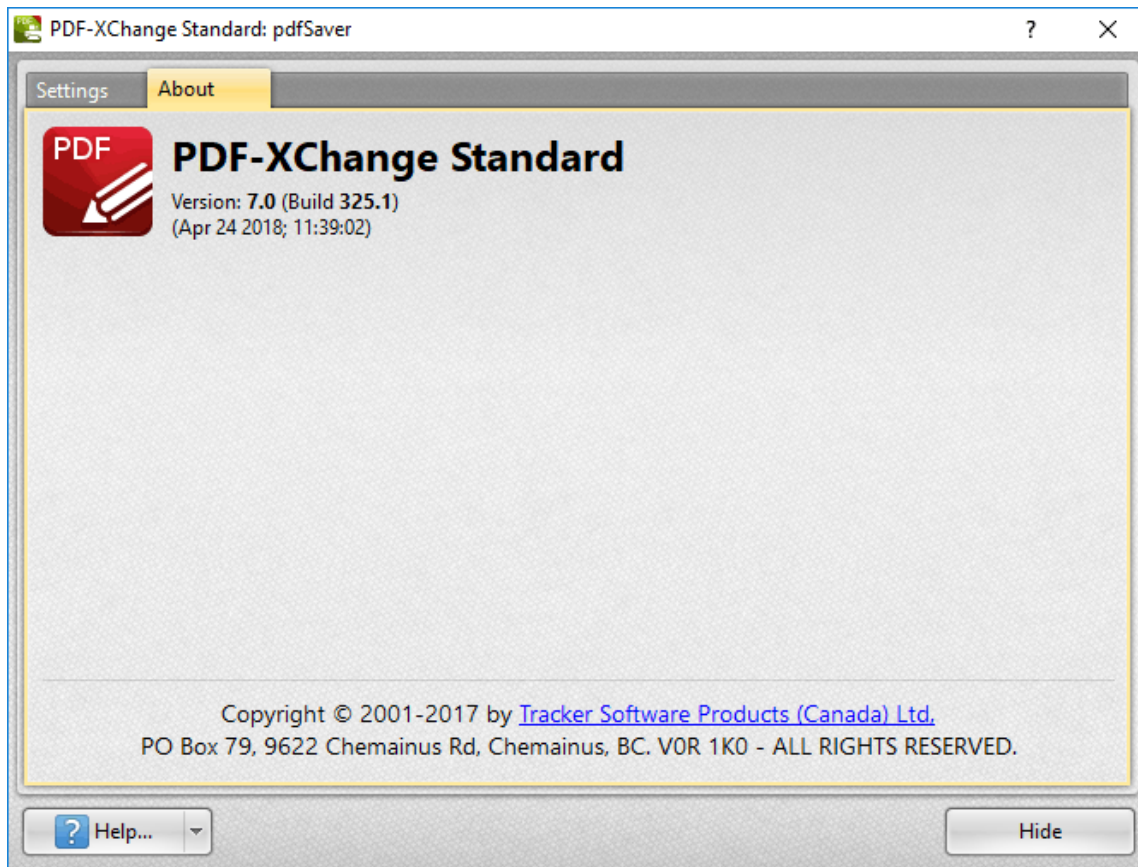 PDF-XChange Standard: pdfSaver
Settings
About
PDF
PDF-XChange Standard
Version: 7.0 (Build 325.1)
(Apr 24 2018; 11:39:02)
Copyright © 2001-2017 by Tracker Software Products (Canada) Ltd.
PO Box 79, 9622 Chemainus Rd, Chemainus, BC. V0R 1K0 - ALL RIGHTS RESERVED.
Help...
Hide